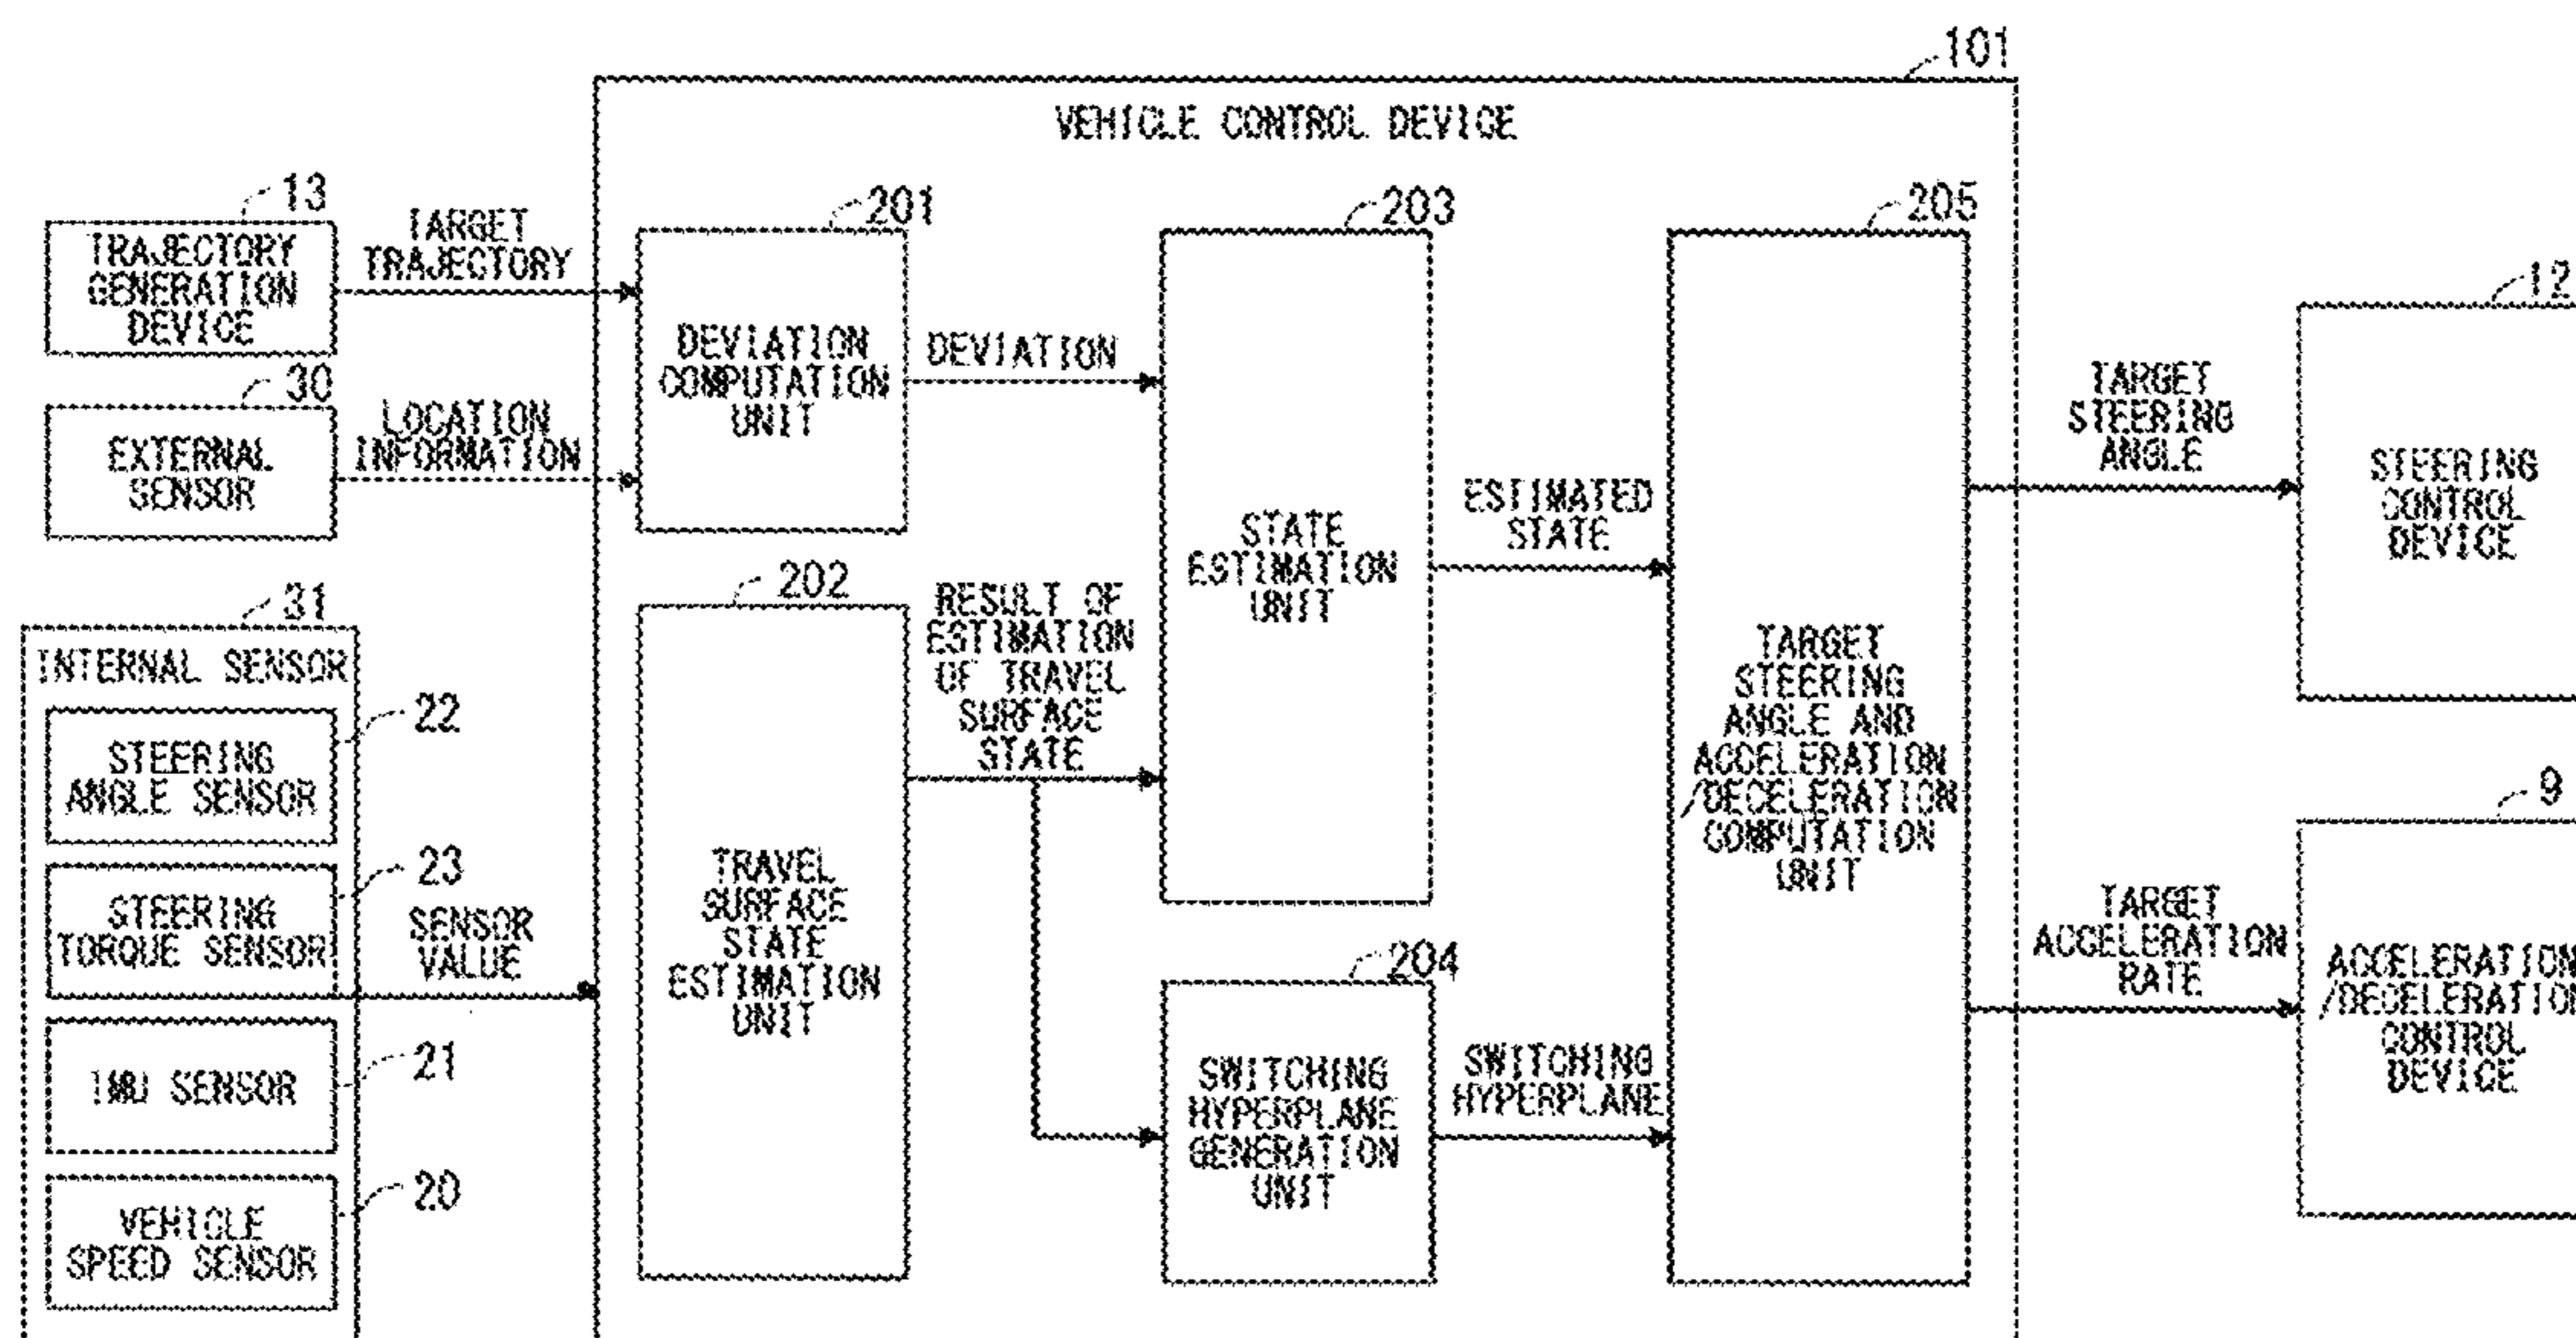 101
VEHICLE CONTROL DEVICE
13
TRAJECTORY
GENERATION
DEVICE
TARGET
TRAJECTORY
30
EXTERNAL
SENSOR
LOCATION
INFORMATION
31
INTERNAL SENSOR
22
STEERING
ANGLE SENSOR
23
STEERING
TORQUE SENSOR
SENSOR
VALUE
21
IMU SENSOR
20
VEHICLE
SPEED SENSOR
201
DEVIATION
COMPUTATION
UNIT
DEVIATION
202
TRAVEL
SURFACE
STATE
ESTIMATION
UNIT
RESULT OF
ESTIMATION
OF TRAVEL
SURFACE
STATE
203
STATE
ESTIMATION
UNIT
ESTIMATED
STATE
204
SWITCHING
HYPERPLANE
GENERATION
UNIT
SWITCHING
HYPERPLANE
205
TARGET
STEERING
ANGLE AND
ACCELERATION
/DECELERATION
COMPUTATION
UNIT
TARGET
STEERING
ANGLE
12
STEERING
CONTROL
DEVICE
TARGET
ACCELERATION
RATE
9
ACCELERATION
/DECELERATION
CONTROL
DEVICE